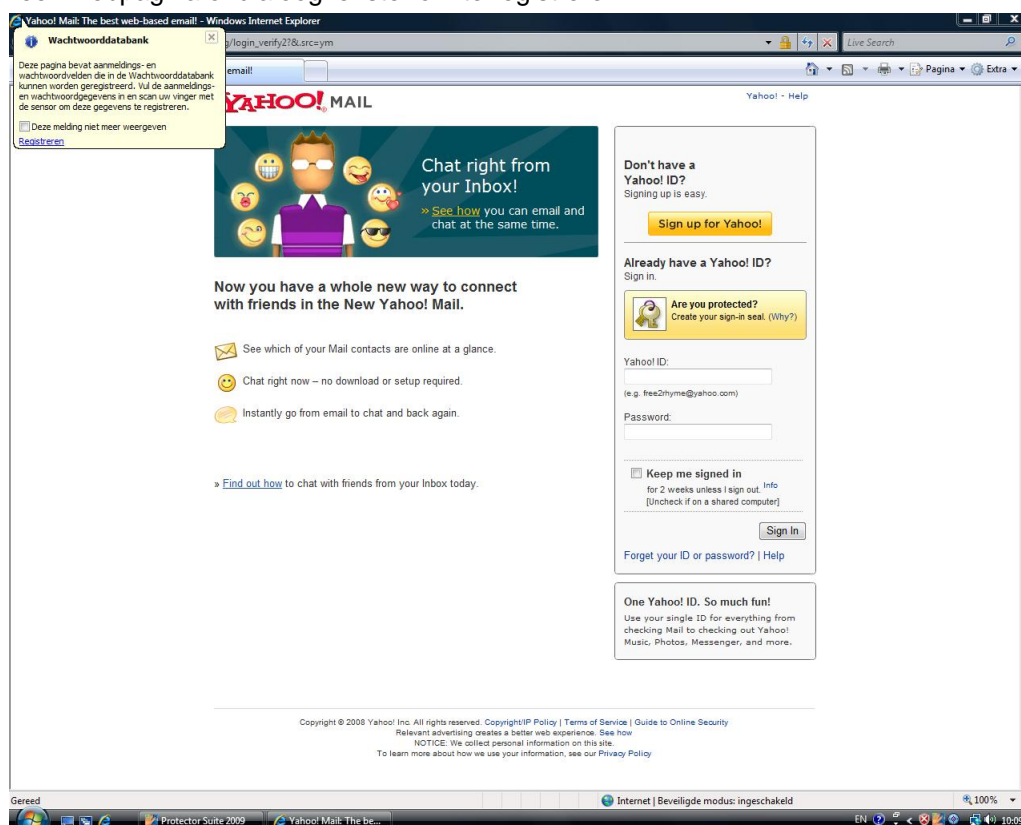 Yahoo! Mail: The best web-based email! - Windows Internet Explorer
Wachtwoorddatabank
Deze pagina bevat aanmeldings- en
wachtwoordvelden die in de Wachtwoorddatabank
kunnen worden geregistreerd. Vul de aanmeldings-
en wachtwoordgegevens in en scan uw vinger met
de sensor om deze gegevens te registreren.
Deze melding niet meer weergeven
Registreren
g/login_verify2?&.src=ym
Live Search
email!
Pagina
Extra
YAHOO! MAIL
Yahoo! - Help
Chat right from
your Inbox!
» See how you can email and
chat at the same time.
Now you have a whole new way to connect
with friends in the New Yahoo! Mail.
See which of your Mail contacts are online at a glance.
Chat right now – no download or setup required.
Instantly go from email to chat and back again.
» Find out how to chat with friends from your Inbox today.
Don't have a
Yahoo! ID?
Signing up is easy.
Sign up for Yahoo!
Already have a Yahoo! ID?
Sign in.
Are you protected?
Create your sign-in seal. (Why?)
Yahoo! ID:
(e.g. free2rhyme@yahoo.com)
Password:
Keep me signed in
for 2 weeks unless I sign out. Info
[Uncheck if on a shared computer]
Sign In
Forget your ID or password? | Help
One Yahoo! ID. So much fun!
Use your single ID for everything from
checking Mail to checking out Yahoo!
Music, Photos, Messenger, and more.
Copyright © 2008 Yahoo! Inc. All rights reserved. Copyright/IP Policy | Terms of Service | Guide to Online Security
Relevant advertising creates a better web experience. See how
NOTICE: We collect personal information on this site.
To learn more about how we use your information, see our Privacy Policy
Gereed
Internet | Beveiligde modus: ingeschakeld
100%
Protector Suite 2009
Yahoo! Mail: The be...
EN
10:09